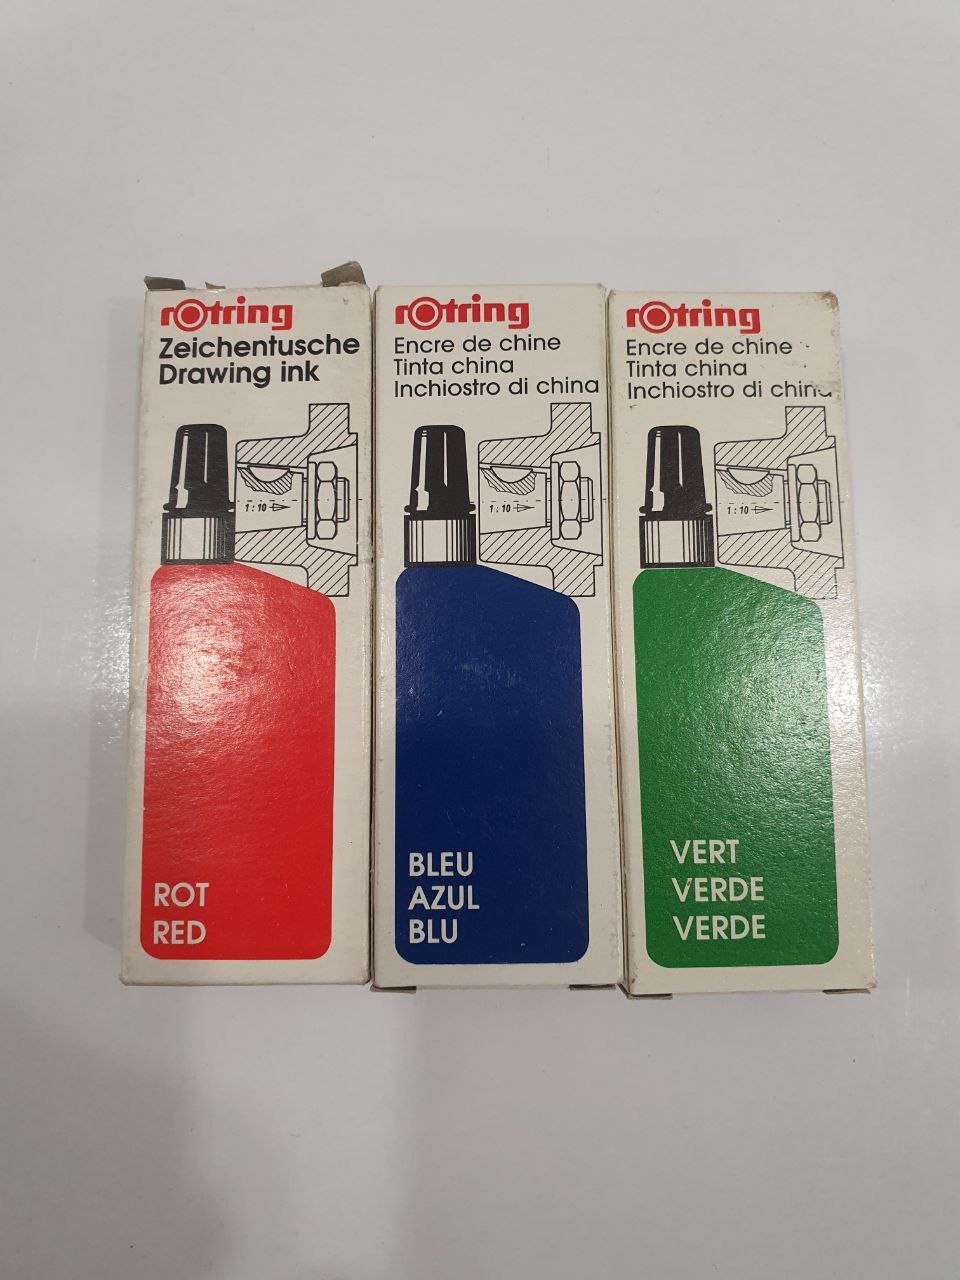 rotring
Zeichentusche
Drawing ink
1:10
ROT
RED
rotring
Encre de chine
Tinta china
Inchiostro di china
1:10
BLEU
AZUL
BLU
rotring
Encre de chine
Tinta china
Inchiostro di china
1:10
VERT
VERDE
VERDE